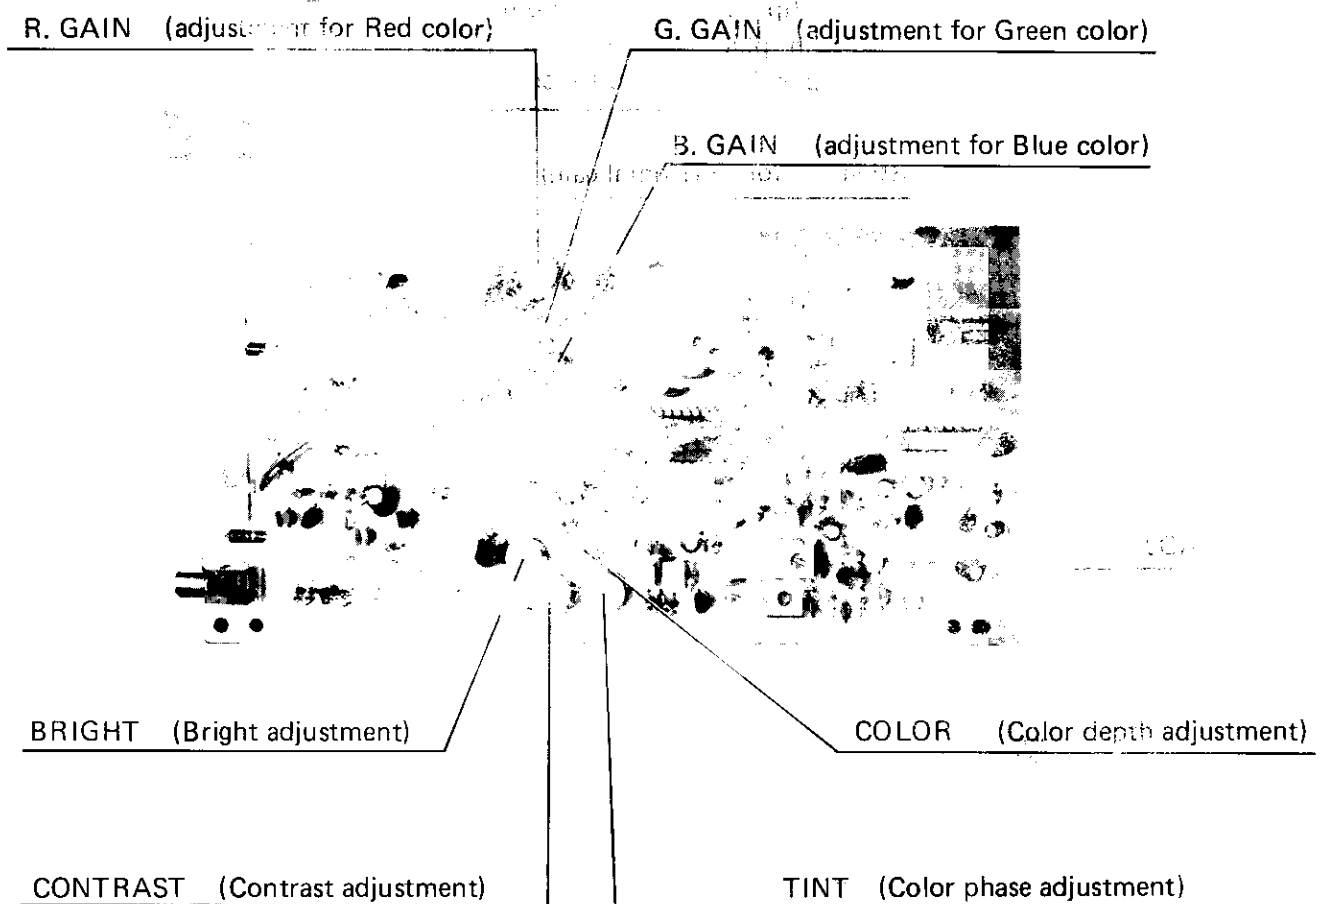 R. GAIN (adjustment for Red color)
G. GAIN (adjustment for Green color)
B. GAIN (adjustment for Blue color)
BRIGHT (Bright adjustment)
COLOR (Color depth adjustment)
CONTRAST (Contrast adjustment)
TINT (Color phase adjustment)